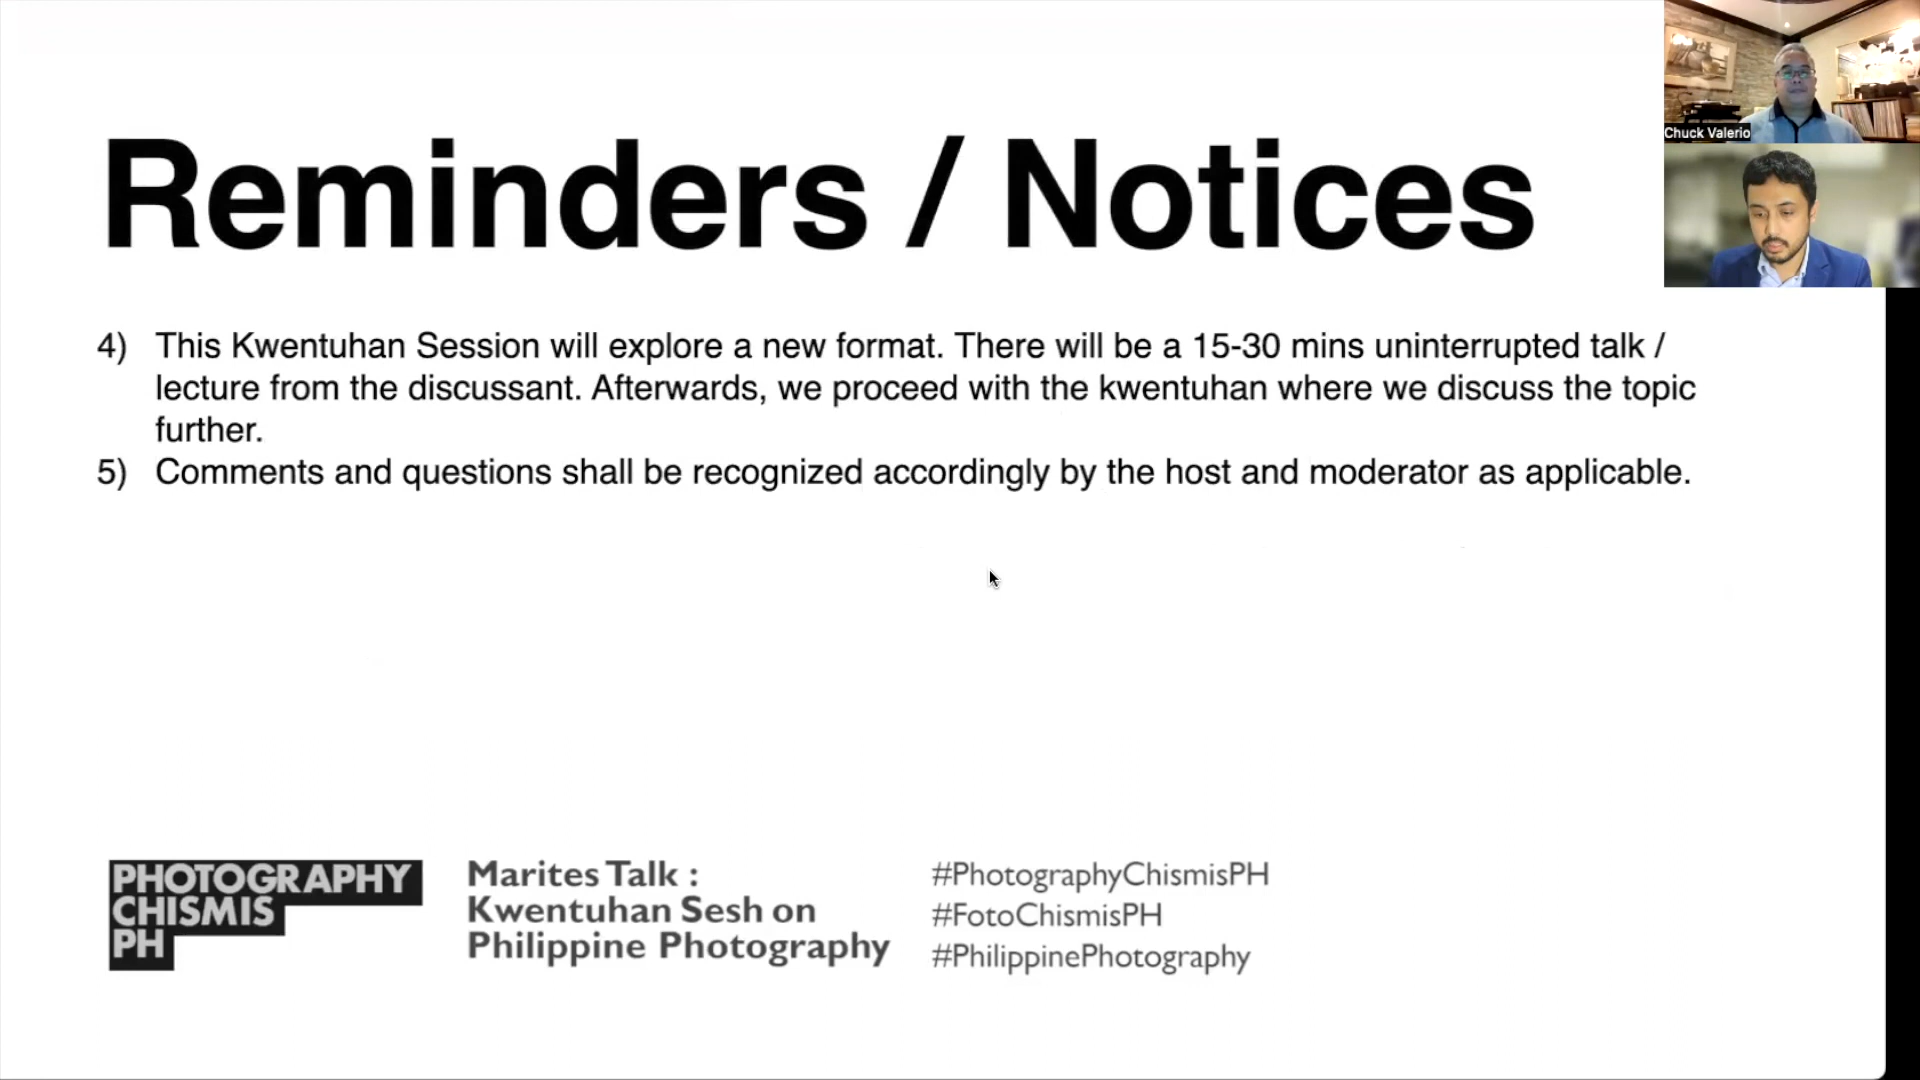 Reminders / Notices
Chuck Valerio
4) This Kwentuhan Session will explore a new format. There will be a 15-30 mins uninterrupted talk /
lecture from the discussant. Afterwards, we proceed with the kwentuhan where we discuss the topic
further.
5) Comments and questions shall be recognized accordingly by the host and moderator as applicable.
PHOTOGRAPHY
CHISMIS
PH
Marites Talk :
Kwentuhan Sesh on
Philippine Photography
#PhotographyChismisPH
#FotoChismisPH
#PhilippinePhotography